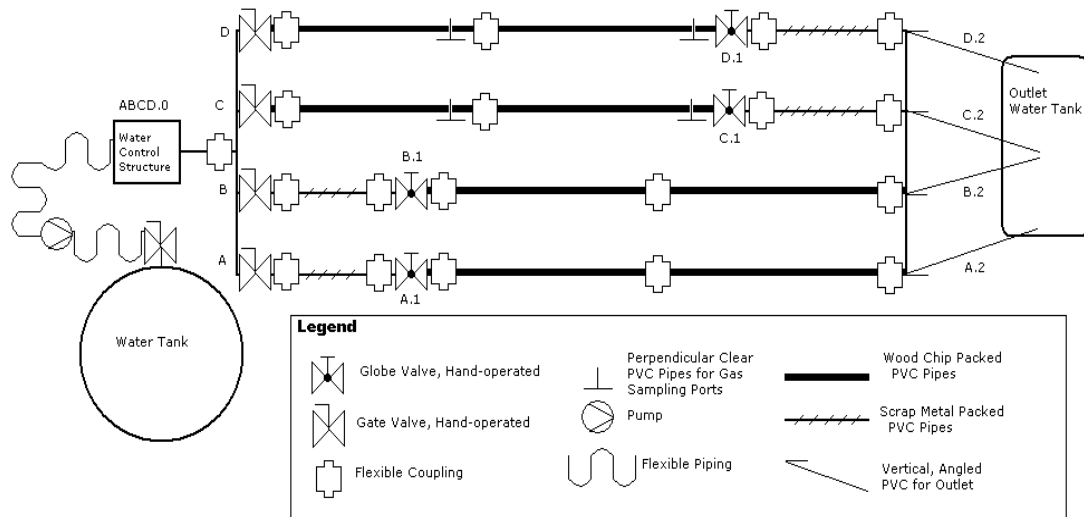 D
D.2
D.1
Outlet
Water Tank
ABCD.0
C
C.2
C.1
Water
Control
Structure
B.1
B
B.2
A
A.2
A.1
Water Tank
Legend
Globe Valve, Hand-operated
Perpendicular Clear
PVC Pipes for Gas
Sampling Ports
Wood Chip Packed
PVC Pipes
Gate Valve, Hand-operated
Pump
Scrap Metal Packed
PVC Pipes
Flexible Coupling
Flexible Piping
Vertical, Angled
PVC for Outlet